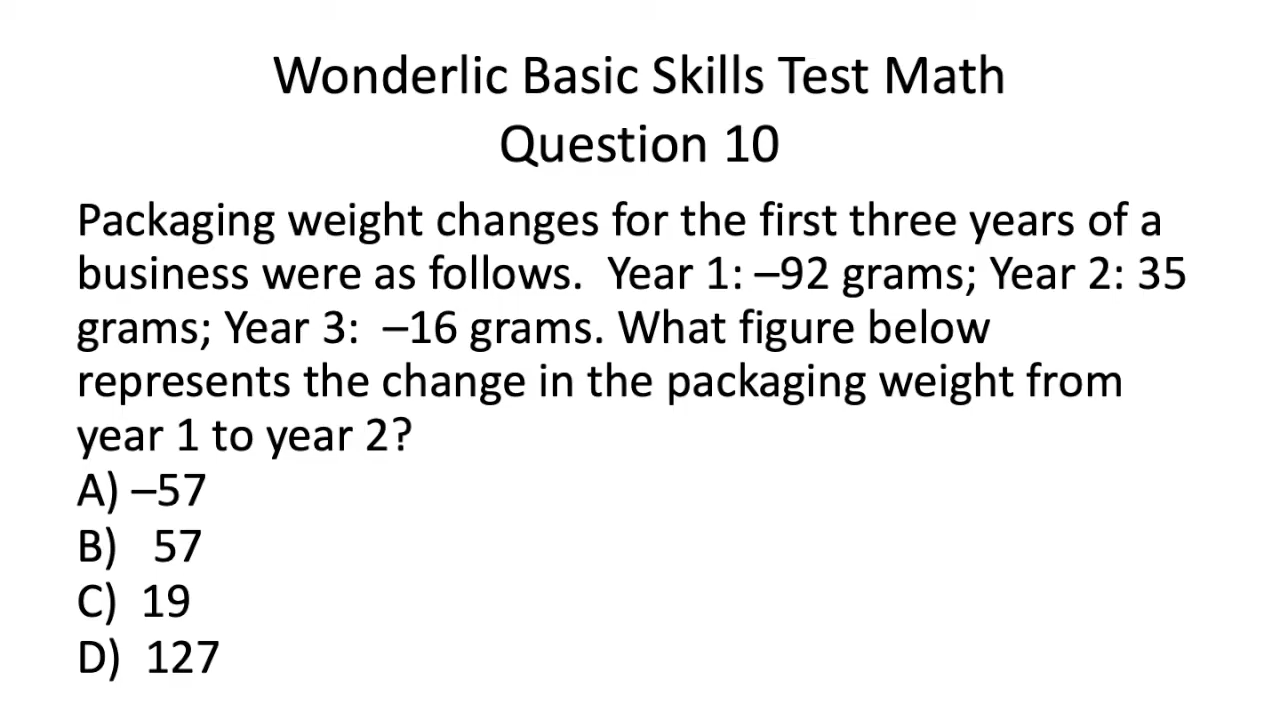 Wonderlic Basic Skills Test Math
Question 10
Packaging weight changes for the first three years of a
business were as follows.  Year 1: –92 grams; Year 2: 35
grams; Year 3:  –16 grams. What figure below
represents the change in the packaging weight from
year 1 to year 2?
A) –57
B)   57
C)  19
D)  127